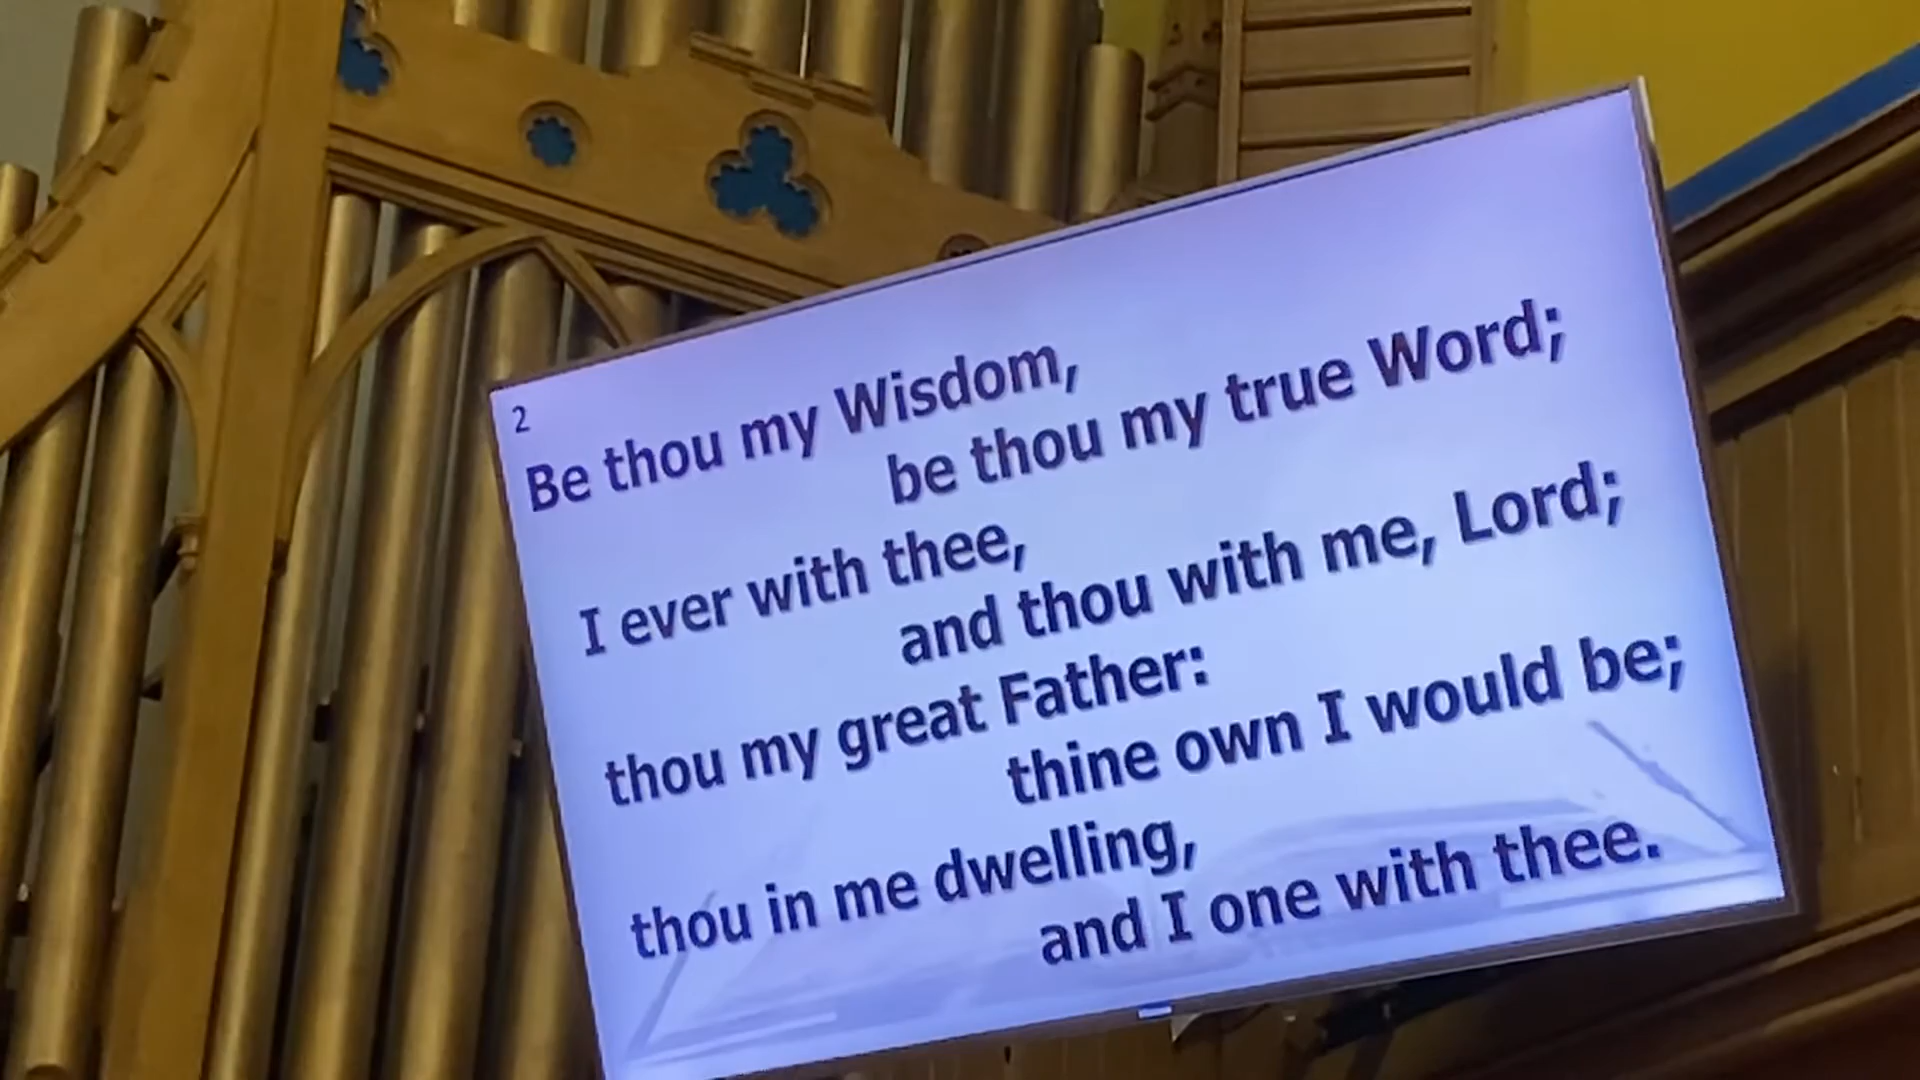 2
Be thou my Wisdom,
be thou my true Word;
I ever with thee,
and thou with me, Lord;
thou my great Father:
thine own I would be;
thou in me dwelling,
and I one with thee.